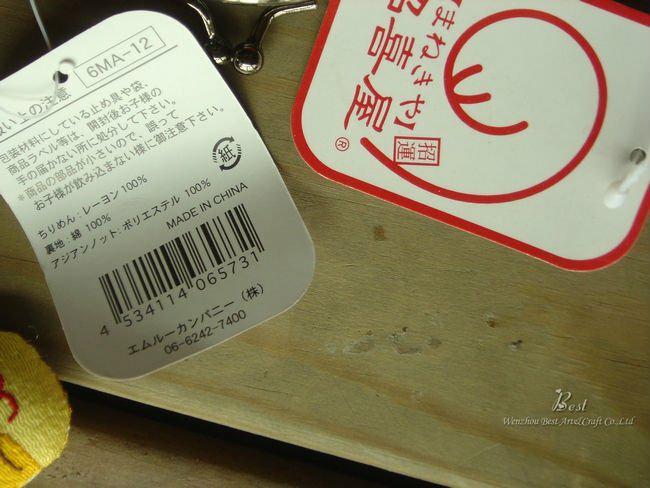 6MA-12
いとの注意
包装材料にしている止め具や袋、
商品ラベル等は、開封後お子様の
手の届かない所に処分して下さい。
*商品の部品が小さいので、誤って
お子様が飲み込まない様に御注意下さい。
紙
ちりめん:レーヨン 100%
裏地:綿 100%
アジアンノット:ポリエステル 100%
MADE IN CHINA
4 534114 065731
エムルーカンパニー(株)
06-6242-7400
【まねきや】
招喜屋
®
招運
Best
Wenzhou Best Arts&Craft Co.,Ltd